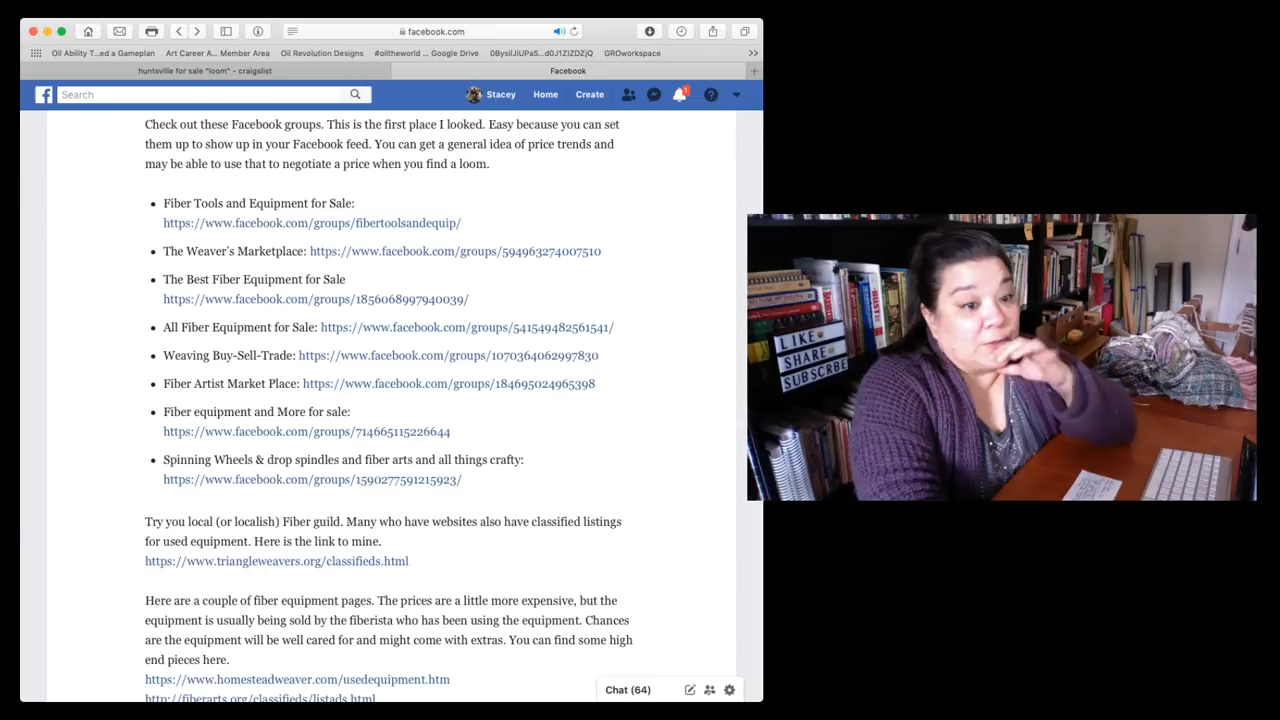 facebook.com
Oil Ability T...ed a Gameplan Art Career A... Member Area Oil Revolution Designs #oiltheworld ... Google Drive GROworkspace
huntsville for sale "loom" - craigslist Facebook
Search Stacey Home Create 1
Check out these Facebook groups. This is the first place I looked. Easy because you can set
them up to show up in your Facebook feed. You can get a general idea of price trends and
may be able to use that to negotiate a price when you find a loom.
• Fiber Tools and Equipment for Sale:
https://www.facebook.com/groups/fibertoolsandequip/
• The Weaver's Marketplace: https://www.facebook.com/groups/594963274007510
• The Best Fiber Equipment for Sale
https://www.facebook.com/groups/1856068997940039/
• All Fiber Equipment for Sale: https://www.facebook.com/groups/541549482561541/
• Weaving Buy-Sell-Trade: https://www.facebook.com/groups/1070364062997830
• Fiber Artist Market Place: https://www.facebook.com/groups/184695024965398
• Fiber equipment and More for sale:
https://www.facebook.com/groups/714665115226644
• Spinning Wheels & drop spindles and fiber arts and all things crafty:
https://www.facebook.com/groups/1590277591215923/
Try you local (or localish) Fiber guild. Many who have websites also have classified listings
for used equipment. Here is the link to mine.
https://www.triangleweavers.org/classifieds.html
Here are a couple of fiber equipment pages. The prices are a little more expensive, but the
equipment is usually being sold by the fiberista who has been using the equipment. Chances
are the equipment will be well cared for and might come with extras. You can find some high
end pieces here.
https://www.homesteadweaver.com/usedequipment.htm
http://fiberarts.org/classifieds/listads.html
Chat (64)
LIKE
SHARE
SUBSCRBE